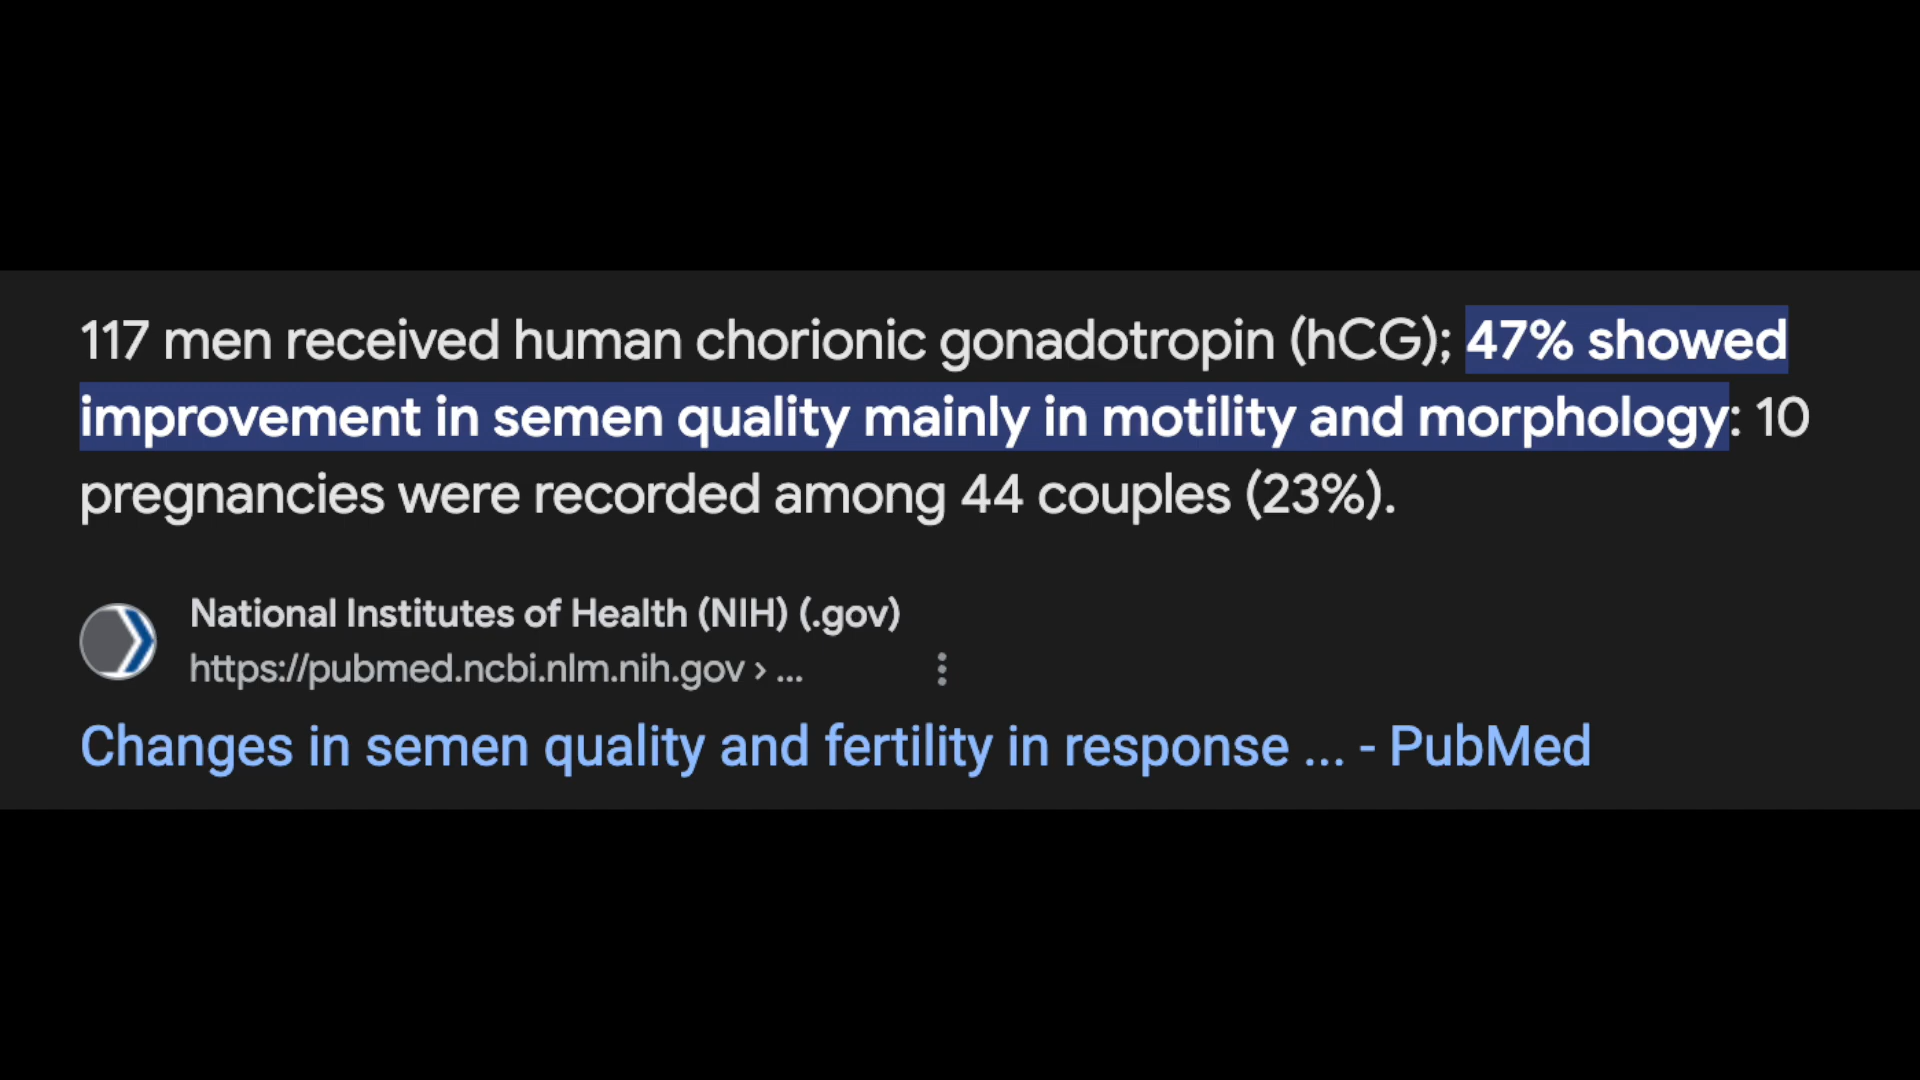 117 men received human chorionic gonadotropin (hCG); 47% showed
improvement in semen quality mainly in motility and morphology: 10
pregnancies were recorded among 44 couples (23%).
National Institutes of Health (NIH) (.gov)
https://pubmed.ncbi.nlm.nih.gov › ...
Changes in semen quality and fertility in response ... - PubMed